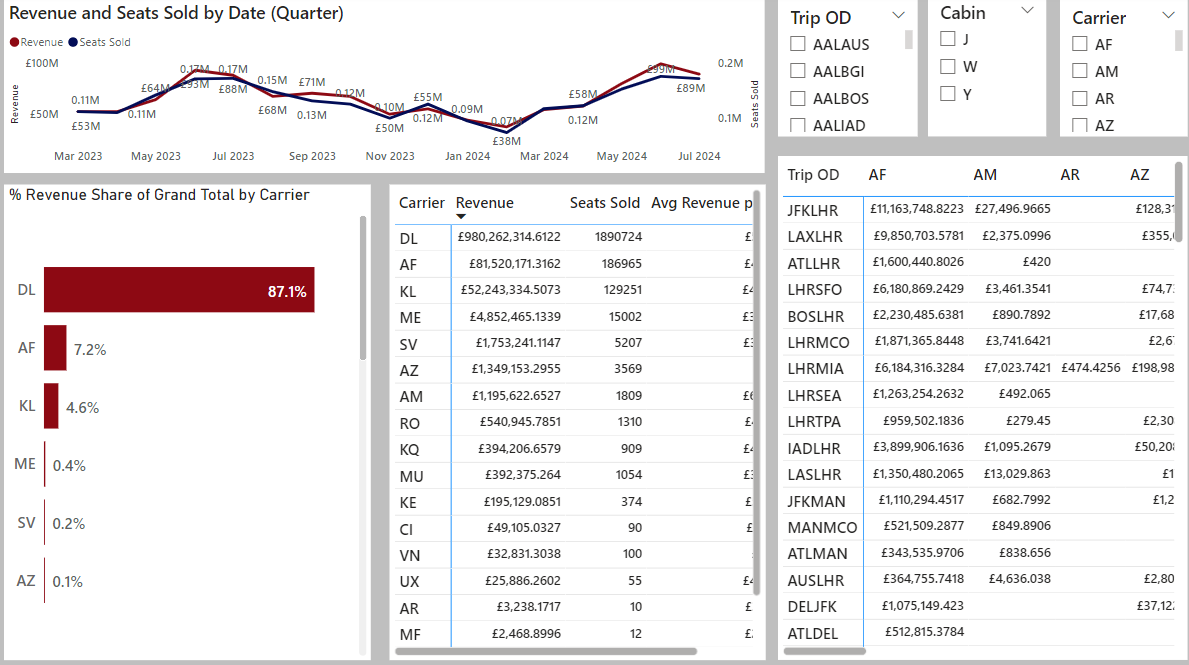 Revenue and Seats Sold by Date (Quarter)
Revenue Seats Sold
£100M
£50M
Revenue
0.2M
0.1M
Seats Sold
0.11M
£53M
£64M
0.11M
0.17M
£93M
0.17M
£88M
0.15M
£68M
£71M
0.13M
0.12M
0.10M
£50M
£55M
0.12M
0.09M
0.07M
£38M
£58M
0.12M
£99M
£89M
Mar 2023 May 2023 Jul 2023 Sep 2023 Nov 2023 Jan 2024 Mar 2024 May 2024 Jul 2024
Trip OD
AALAUS
AALBGI
AALBOS
AALIAD
Cabin
J
W
Y
Carrier
AF
AM
AR
AZ
% Revenue Share of Grand Total by Carrier
DL 87.1%
AF 7.2%
KL 4.6%
ME 0.4%
SV 0.2%
AZ 0.1%
Carrier Revenue Seats Sold Avg Revenue p
DL £980,262,314.6122 1890724 £
AF £81,520,171.3162 186965 £4
KL £52,243,334.5073 129251 £4
ME £4,852,465.1339 15002 £3
SV £1,753,241.1147 5207 £3
AZ £1,349,153.2955 3569
AM £1,195,622.6527 1809 £6
RO £540,945.7851 1310 £4
KQ £394,206.6579 909 £4
MU £392,375.264 1054 £3
KE £195,129.0851 374 £
CI £49,105.0327 90 £
VN £32,831.3038 100
UX £25,886.2602 55 £4
AR £3,238.1717 10 £
MF £2,468.8996 12 £
Trip OD AF AM AR AZ
JFKLHR £11,163,748.8223 £27,496.9665 £128,31
LAXLHR £9,850,703.5781 £2,375.0996 £355,
ATLLHR £1,600,440.8026 £420
LHRSFO £6,180,869.2429 £3,461.3541 £74,7
BOSLHR £2,230,485.6381 £890.7892 £17,68
LHRMCO £1,871,365.8448 £3,741.6421 £2,6
LHRMIA £6,184,316.3284 £7,023.7421 £474.4256 £198,98
LHRSEA £1,263,254.2632 £492.065
LHRTPA £959,502.1836 £279.45 £2,30
IADLHR £3,899,906.1636 £1,095.2679 £50,20
LASLHR £1,350,480.2065 £13,029.863 £1
JFKMAN £1,110,294.4517 £682.7992 £1,2
MANMCO £521,509.2877 £849.8906
ATLMAN £343,535.9706 £838.656
AUSLHR £364,755.7418 £4,636.038 £2,80
DELJFK £1,075,149.423 £37,12
ATLDEL £512,815.3784